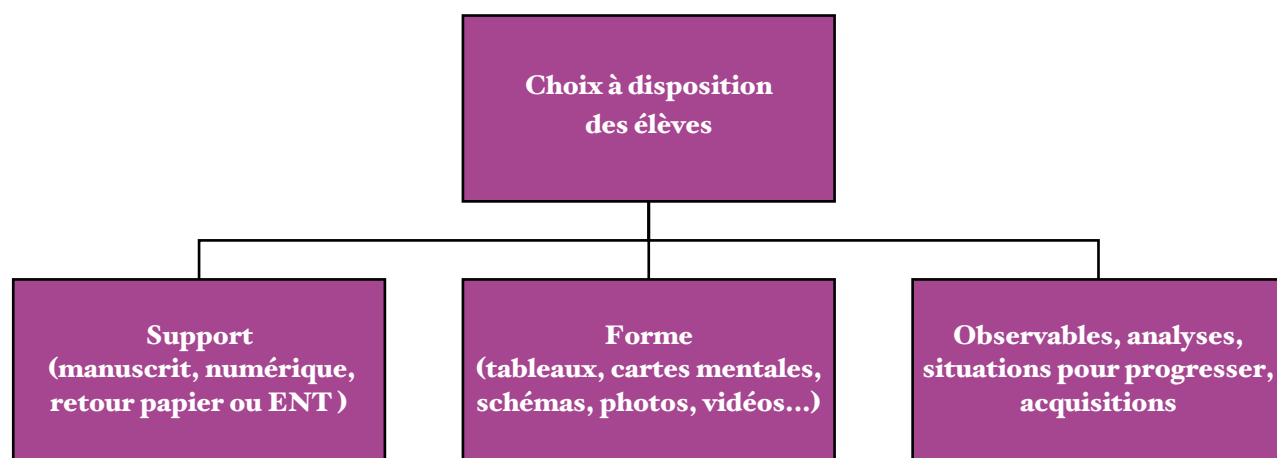 Choix à disposition
des élèves
Support
(manuscrit, numérique,
retour papier ou ENT )
Forme
(tableaux, cartes mentales,
schémas, photos, vidéos...)
Observables, analyses,
situations pour progresser,
acquisitions